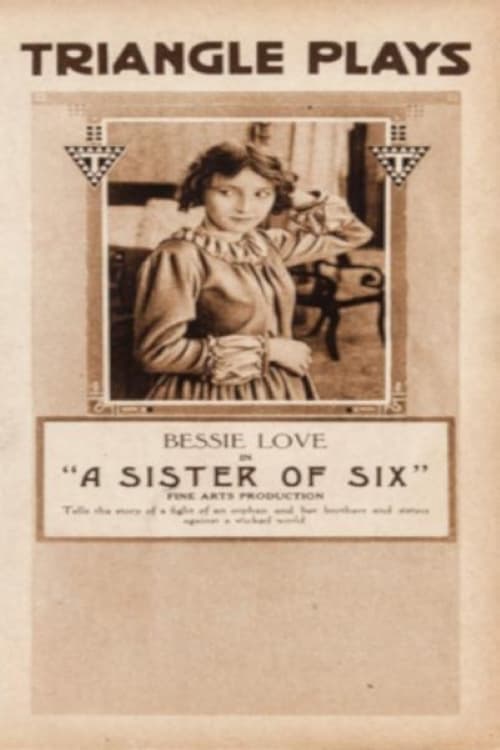 TRIANGLE PLAYS
T T
BESSIE LOVE
IN
"A SISTER OF SIX"
FINE ARTS PRODUCTION
Tells the story of a fight of an orphan and her brothers and sisters
against a wicked world